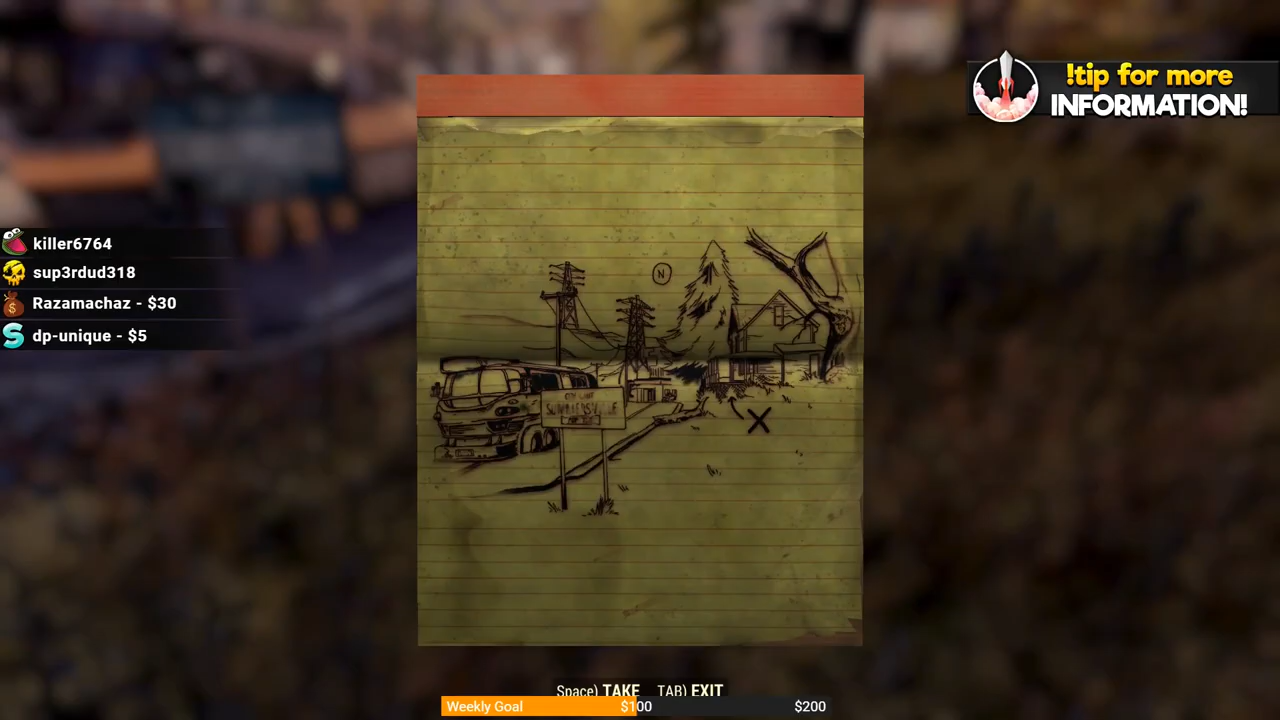 !tip for more
INFORMATION!
killer6764
sup3rdud318
Razamachaz - $30
dp-unique - $5
N
SUMMERSVILLE
X
Space) TAKE TAB) EXIT
Weekly Goal $100 $200